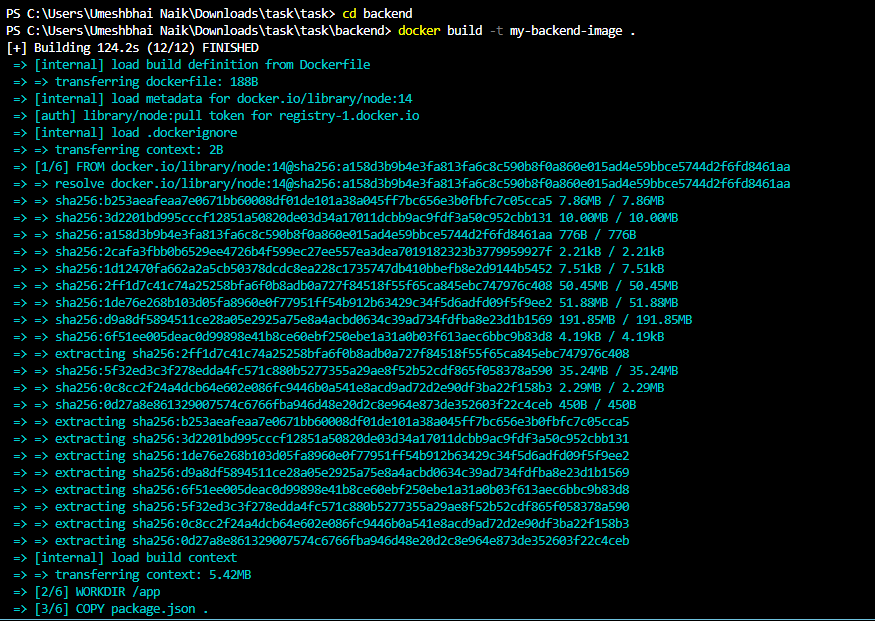 PS C:\Users\Umeshbhai Naik\Downloads\task\task> cd backend
PS C:\Users\Umeshbhai Naik\Downloads\task\task\backend> docker build -t my-backend-image .
[+] Building 124.2s (12/12) FINISHED
=> [internal] load build definition from Dockerfile
=> => transferring dockerfile: 188B
=> [internal] load metadata for docker.io/library/node:14
=> [auth] library/node:pull token for registry-1.docker.io
=> [internal] load .dockerignore
=> => transferring context: 2B
=> [1/6] FROM docker.io/library/node:14@sha256:a158d3b9b4e3fa813fa6c8c590b8f0a860e015ad4e59bbce5744d2f6fd8461aa
=> => resolve docker.io/library/node:14@sha256:a158d3b9b4e3fa813fa6c8c590b8f0a860e015ad4e59bbce5744d2f6fd8461aa
=> => sha256:b253aeafeaa7e0671bb60008df01de101a38a045ff7bc656e3b0fbfc7c05cca5 7.86MB / 7.86MB
=> => sha256:3d2201bd995cccf12851a50820de03d34a17011dcbb9ac9fdf3a50c952cbb131 10.00MB / 10.00MB
=> => sha256:a158d3b9b4e3fa813fa6c8c590b8f0a860e015ad4e59bbce5744d2f6fd8461aa 776B / 776B
=> => sha256:2cafa3fbb0b6529ee4726b4f599ec27ee557ea3dea7019182323b3779959927f 2.21kB / 2.21kB
=> => sha256:1d12470fa662a2a5cb50378dcdc8ea228c1735747db410bbefb8e2d9144b5452 7.51kB / 7.51kB
=> => sha256:2ff1d7c41c74a25258bfa6f0b8adb0a727f84518f55f65ca845ebc747976c408 50.45MB / 50.45MB
=> => sha256:1de76e268b103d05fa8960e0f77951ff54b912b63429c34f5d6adfd09f5f9ee2 51.88MB / 51.88MB
=> => sha256:d9a8df5894511ce28a05e2925a75e8a4acbd0634c39ad734fdfba8e23d1b1569 191.85MB / 191.85MB
=> => sha256:6f51ee005deac0d99898e41b8ce60ebf250ebe1a31a0b03f613aec6bbc9b83d8 4.19kB / 4.19kB
=> => extracting sha256:2ff1d7c41c74a25258bfa6f0b8adb0a727f84518f55f65ca845ebc747976c408
=> => sha256:5f32ed3c3f278edda4fc571c880b5277355a29ae8f52b52cdf865f058378a590 35.24MB / 35.24MB
=> => sha256:0c8cc2f24a4dcb64e602e086fc9446b0a541e8acd9ad72d2e90df3ba22f158b3 2.29MB / 2.29MB
=> => sha256:0d27a8e861329007574c6766fba946d48e20d2c8e964e873de352603f22c4ceb 450B / 450B
=> => extracting sha256:b253aeafeaa7e0671bb60008df01de101a38a045ff7bc656e3b0fbfc7c05cca5
=> => extracting sha256:3d2201bd995cccf12851a50820de03d34a17011dcbb9ac9fdf3a50c952cbb131
=> => extracting sha256:1de76e268b103d05fa8960e0f77951ff54b912b63429c34f5d6adfd09f5f9ee2
=> => extracting sha256:d9a8df5894511ce28a05e2925a75e8a4acbd0634c39ad734fdfba8e23d1b1569
=> => extracting sha256:6f51ee005deac0d99898e41b8ce60ebf250ebe1a31a0b03f613aec6bbc9b83d8
=> => extracting sha256:5f32ed3c3f278edda4fc571c880b5277355a29ae8f52b52cdf865f058378a590
=> => extracting sha256:0c8cc2f24a4dcb64e602e086fc9446b0a541e8acd9ad72d2e90df3ba22f158b3
=> => extracting sha256:0d27a8e861329007574c6766fba946d48e20d2c8e964e873de352603f22c4ceb
=> [internal] load build context
=> => transferring context: 5.42MB
=> [2/6] WORKDIR /app
=> [3/6] COPY package.json .